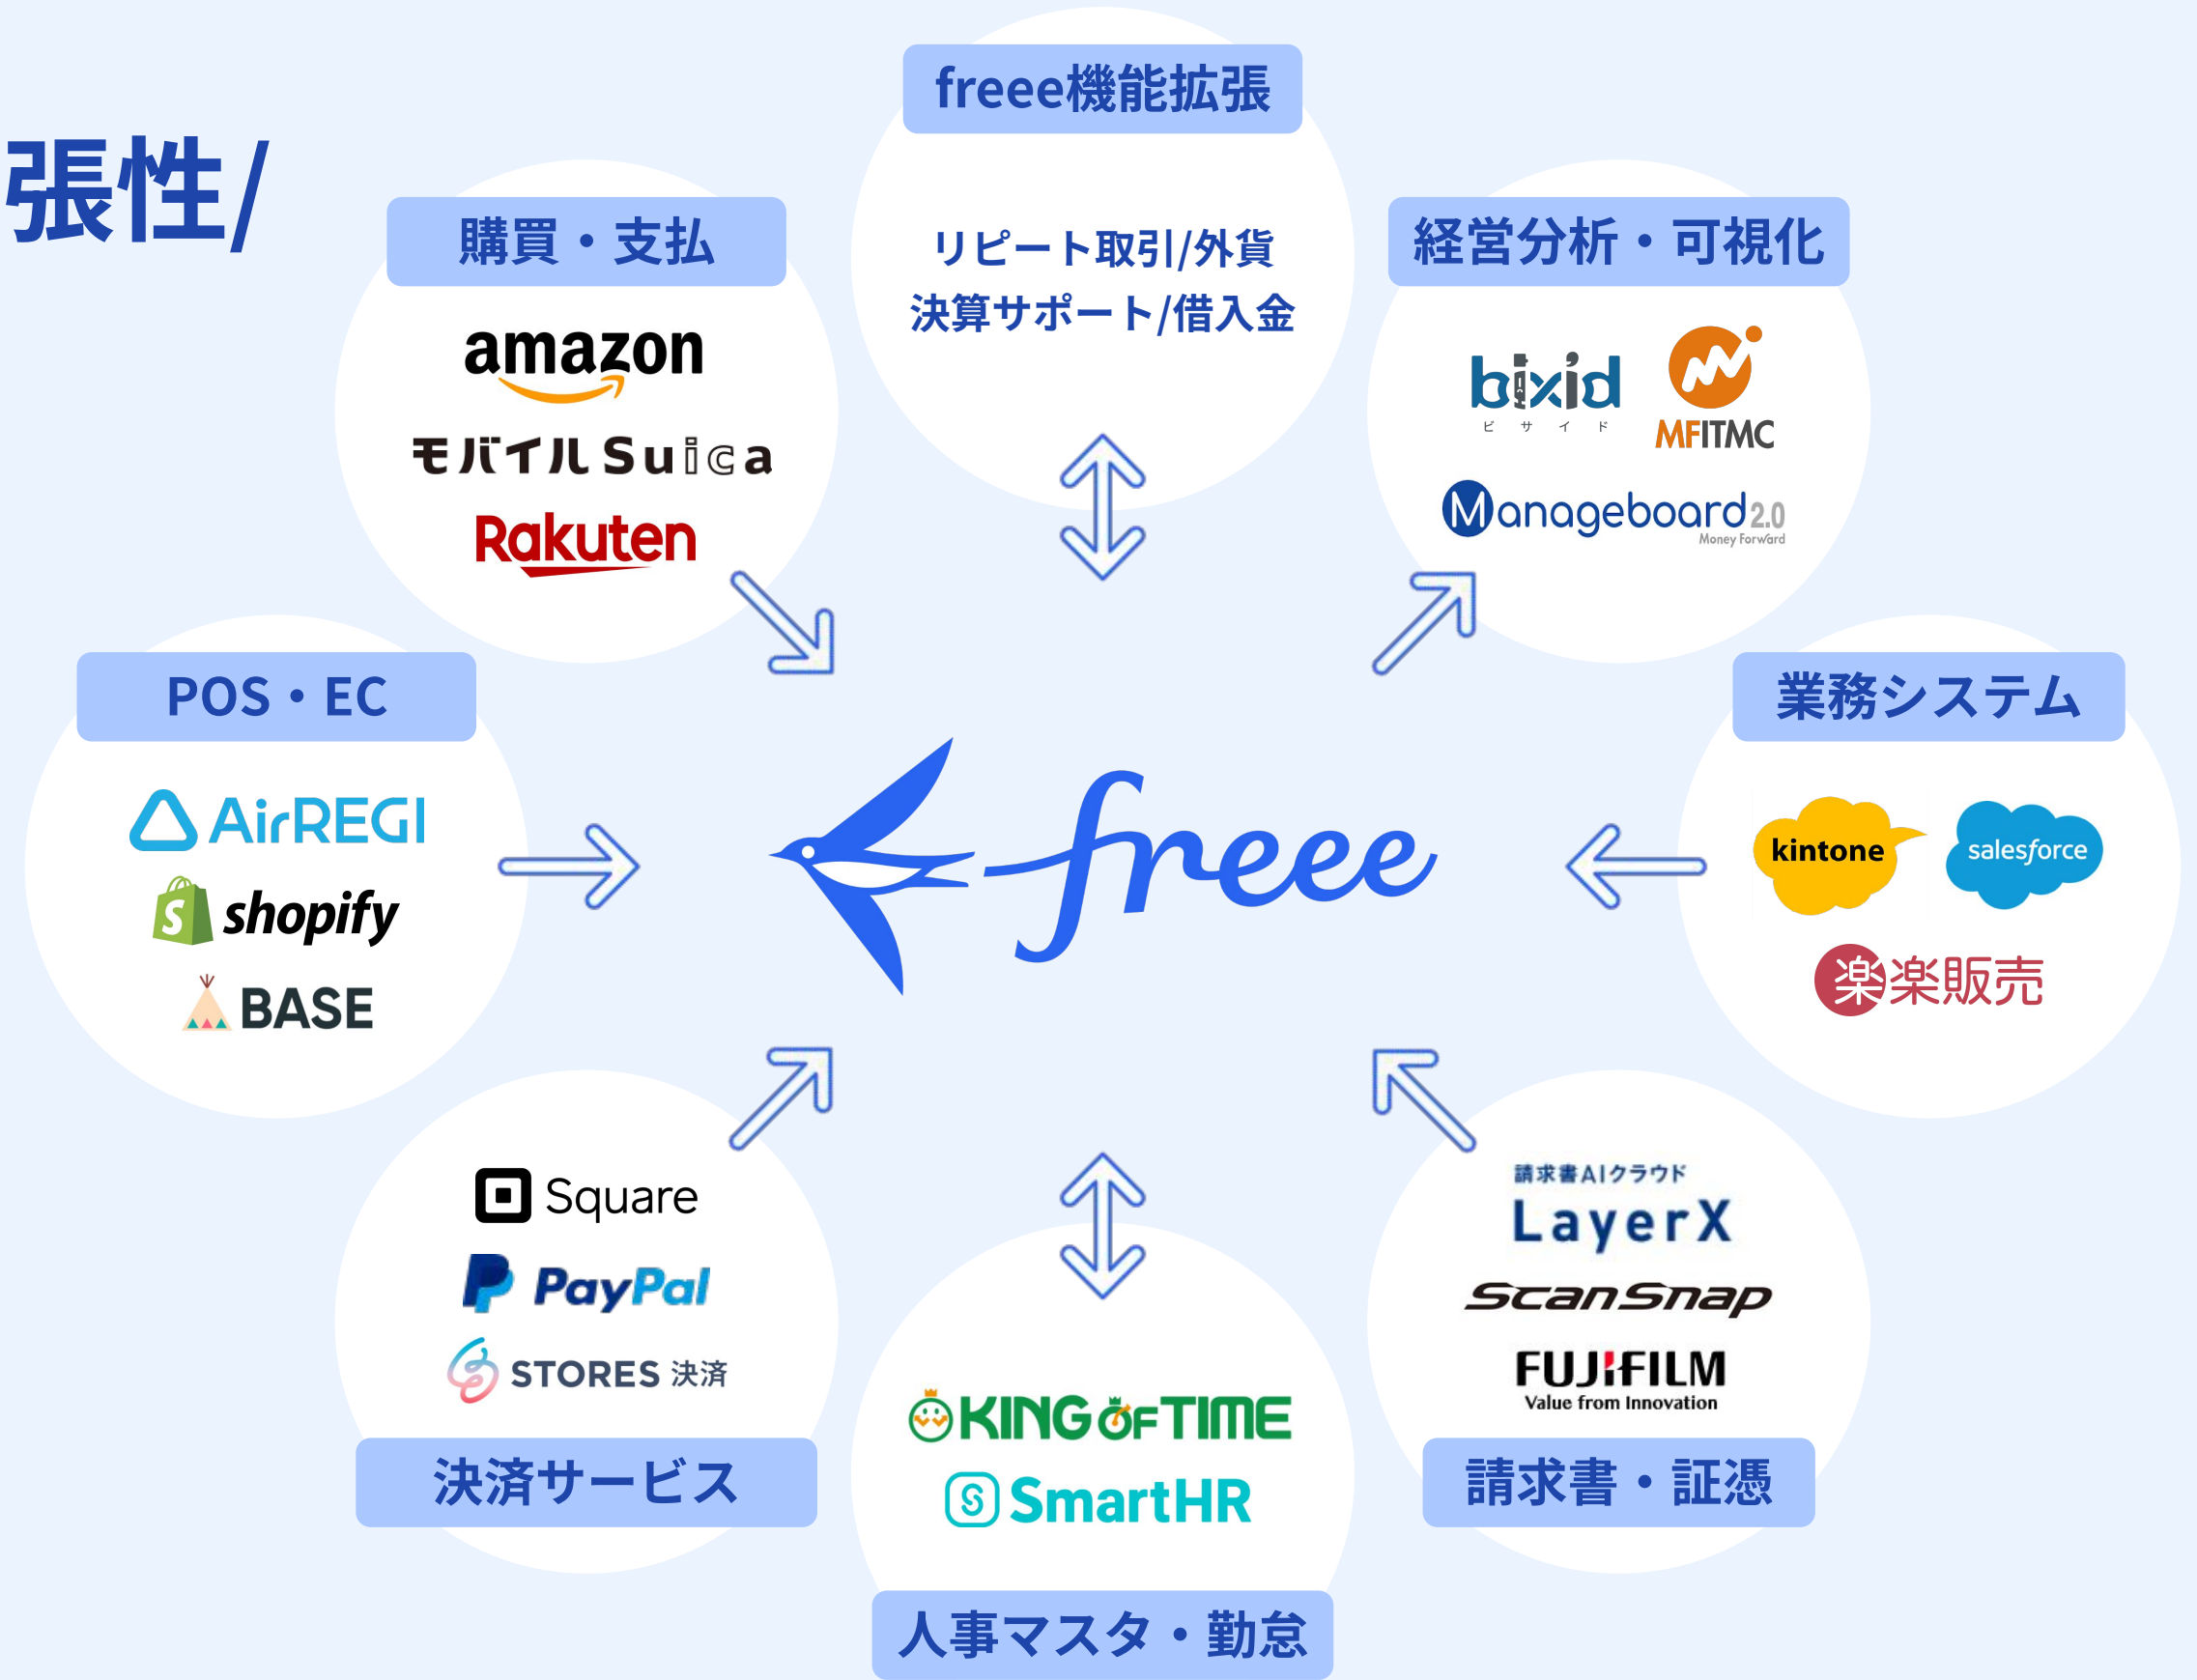 張性/
freee機能拡張
リピート取引/外貨
決算サポート/借入金
購買・支払
amazon
モバイルSuica
Rakuten
経営分析・可視化
bixid
ビサイド
MFITMC
Manageboard 2.0
Money Forward
POS・EC
AirREGI
shopify
BASE
freee
業務システム
kintone
salesforce
楽楽販売
Square
PayPal
STORES 決済
決済サービス
KING OF TIME
SmartHR
人事マスタ・勤怠
請求書AIクラウド
LayerX
ScanSnap
FUJIFILM
Value from Innovation
請求書・証憑